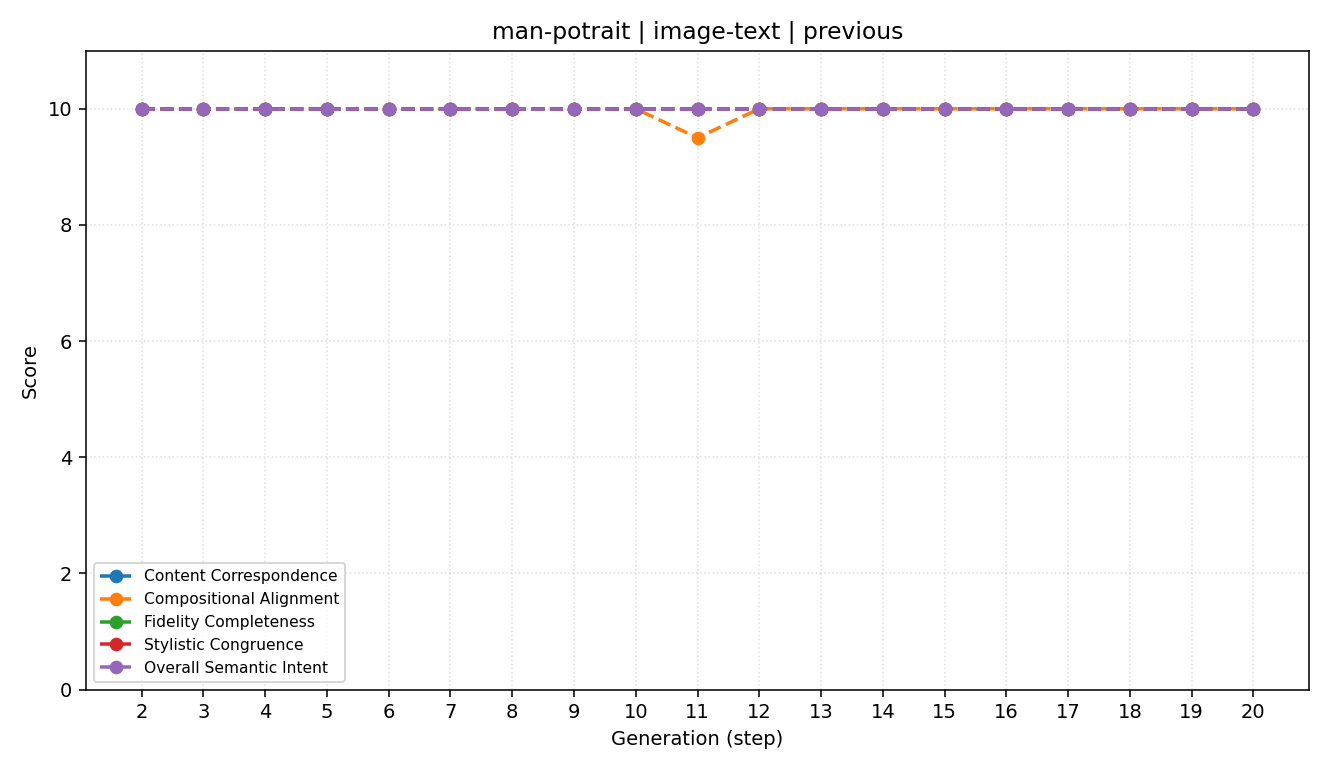 man-potrait | image-text | previous
10
8
6
4
2
0
Score
Content Correspondence
Compositional Alignment
Fidelity Completeness
Stylistic Congruence
Overall Semantic Intent
2 3 4 5 6 7 8 9 10 11 12 13 14 15 16 17 18 19 20
Generation (step)